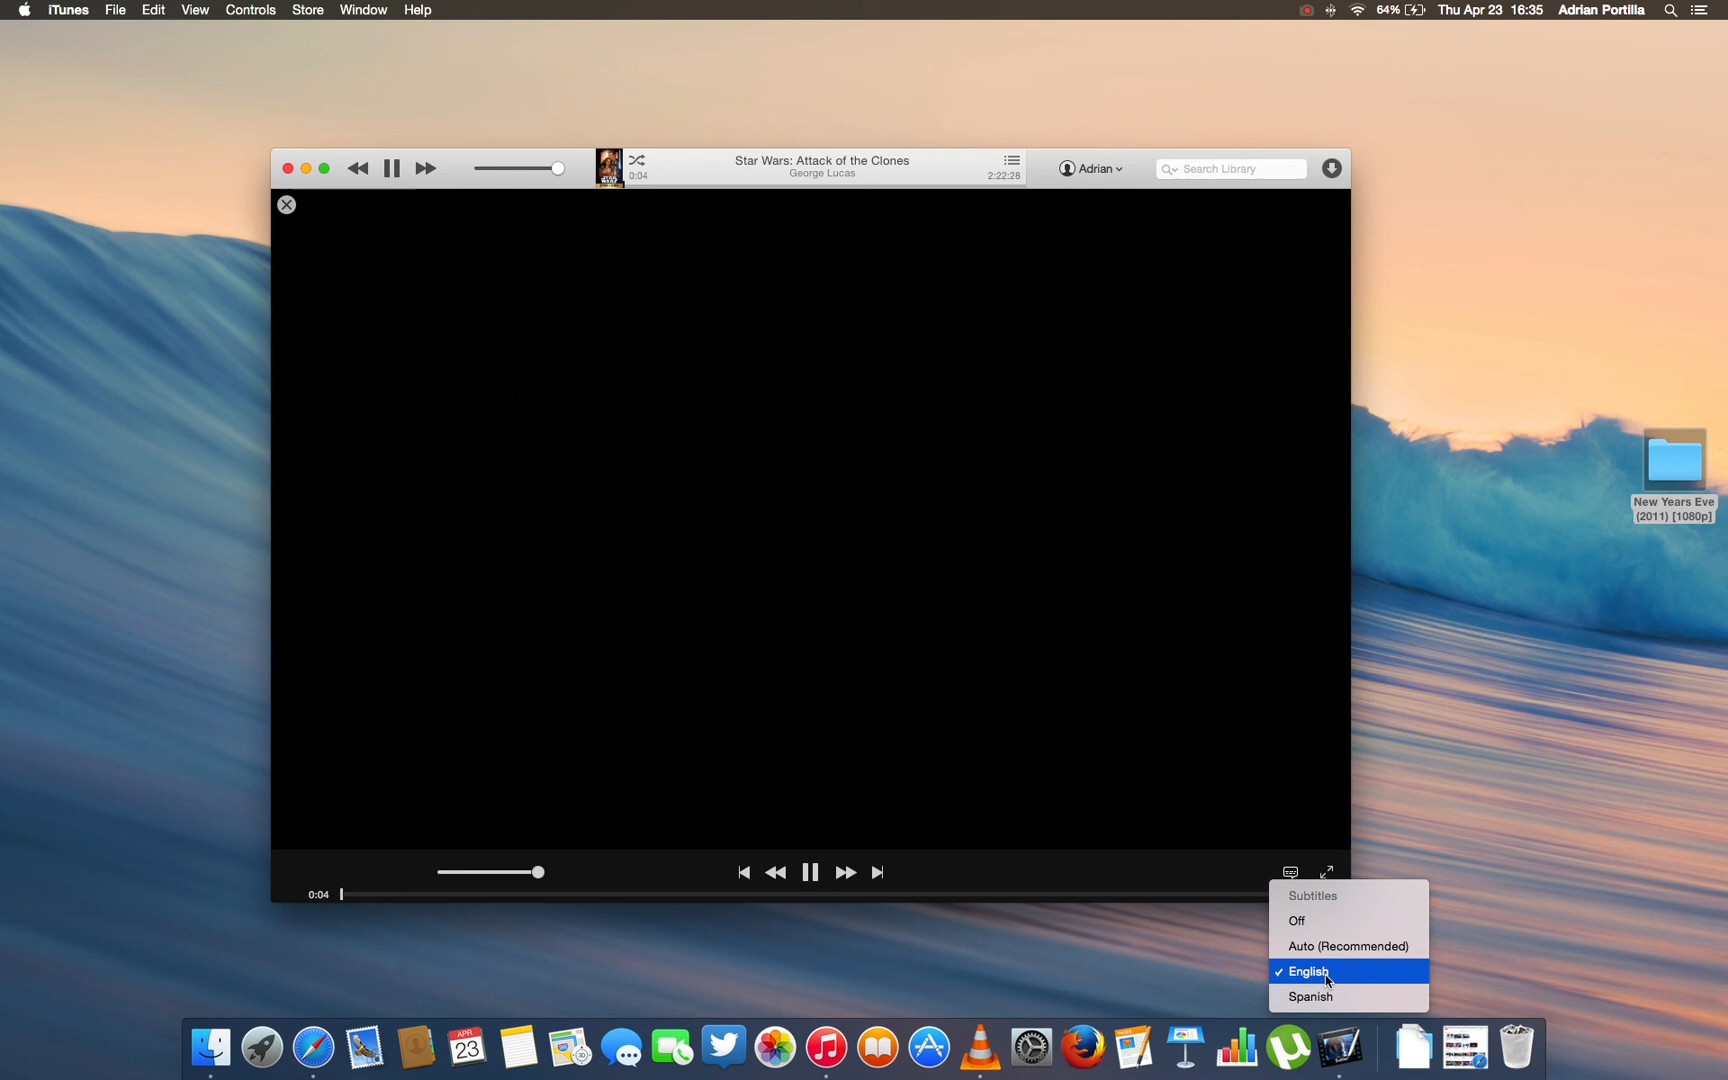 iTunes File Edit View Controls Store Window Help
64% Thu Apr 23 16:35 Adrian Portilla
Star Wars: Attack of the Clones
George Lucas
0:04
2:22:28
Adrian
Search Library
New Years Eve
(2011) [1080p]
0:04
Subtitles
Off
Auto (Recommended)
✓ English
Spanish
APR
23